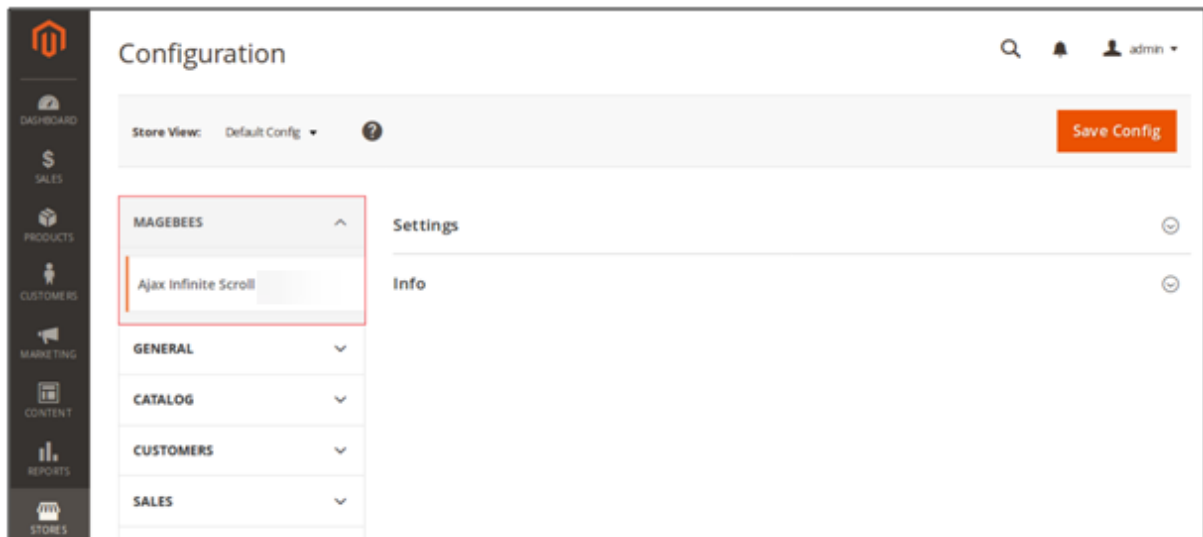 Configuration
admin
DASHBOARD
Store View: Default Config
Save Config
SALES
PRODUCTS
CUSTOMERS
MARKETING
CONTENT
REPORTS
STORES
MAGEBEES
Ajax Infinite Scroll
GENERAL
CATALOG
CUSTOMERS
SALES
Settings
Info